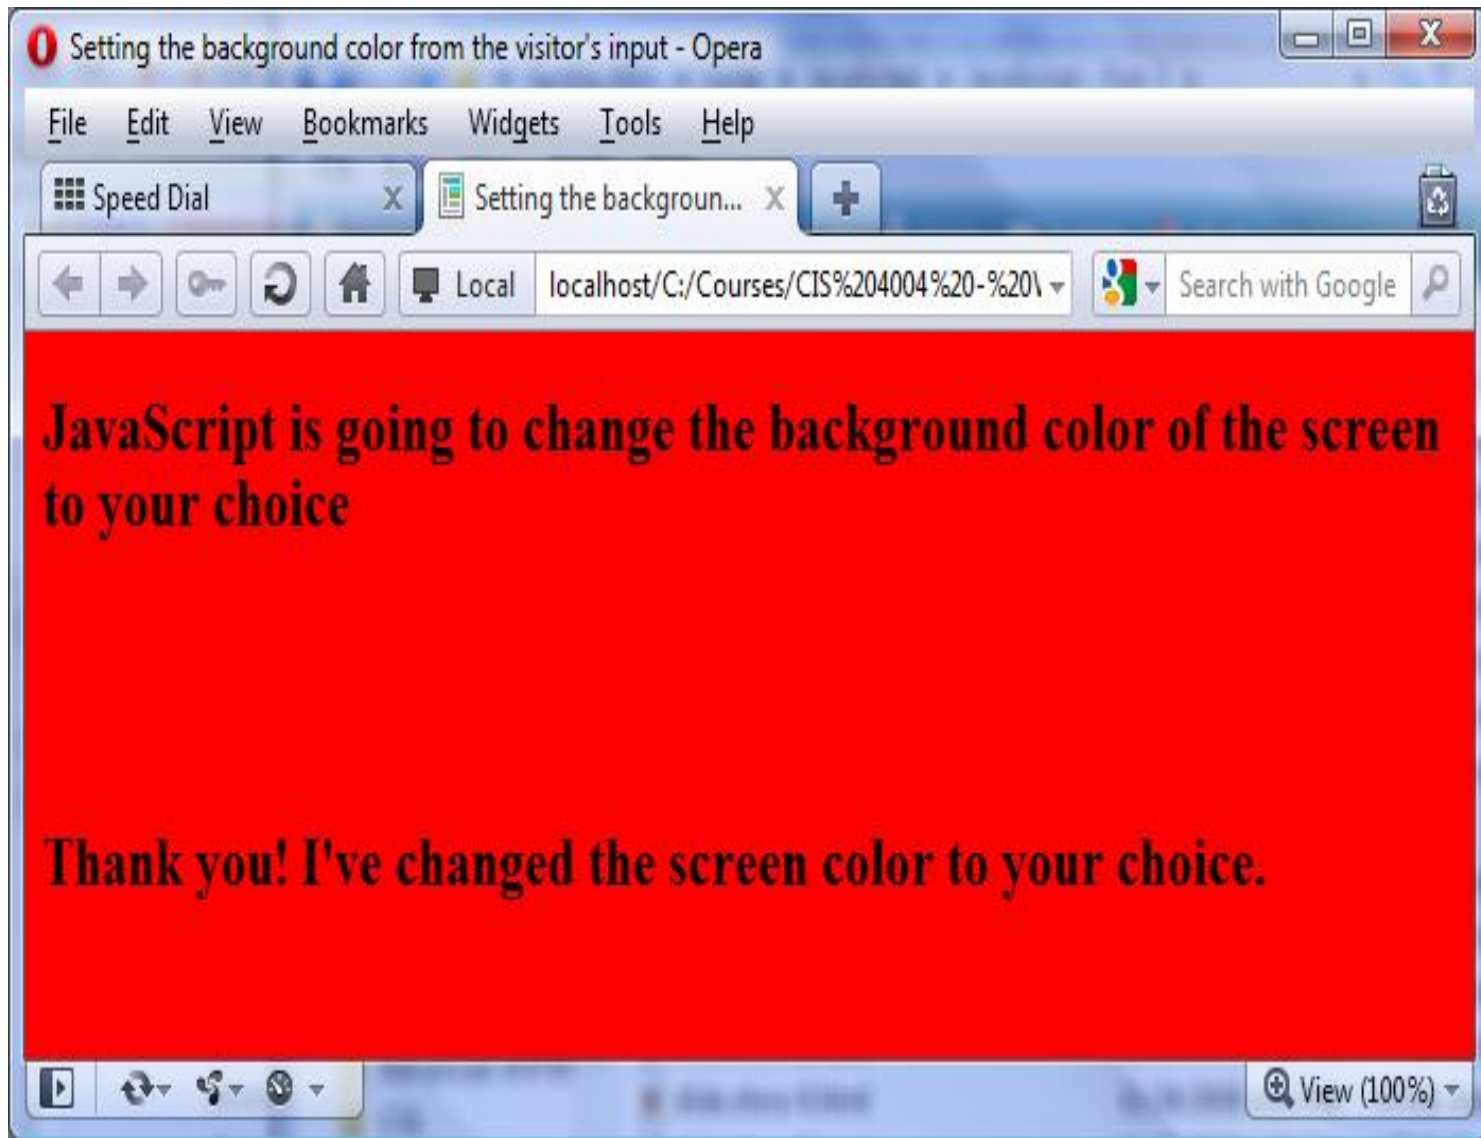 Setting the background color from the visitor's input - Opera
File Edit View Bookmarks Widgets Tools Help
Speed Dial
Setting the backgroun...
Local
localhost/C:/Courses/CIS%204004%20-%20\
Search with Google
JavaScript is going to change the background color of the screen
to your choice
Thank you! I've changed the screen color to your choice.
View (100%)